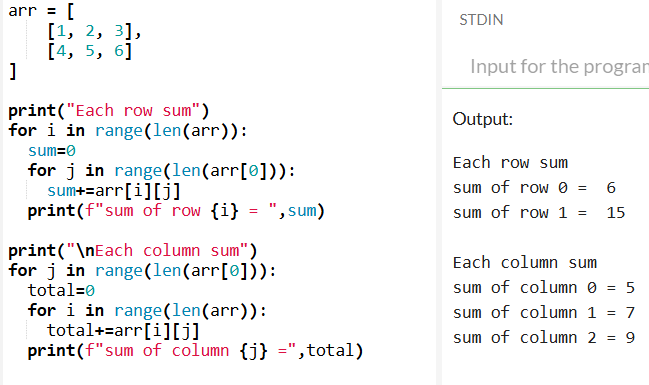 arr = [
    [1, 2, 3],
    [4, 5, 6]
]

print("Each row sum")
for i in range(len(arr)):
  sum=0
  for j in range(len(arr[0])):
    sum+=arr[i][j]
  print(f"sum of row {i} = ",sum)

print("\nEach column sum")
for j in range(len(arr[0])):
  total=0
  for i in range(len(arr)):
    total+=arr[i][j]
  print(f"sum of column {j} =",total)

STDIN
Input for the program
Output:
Each row sum
sum of row 0 =  6
sum of row 1 =  15

Each column sum
sum of column 0 = 5
sum of column 1 = 7
sum of column 2 = 9